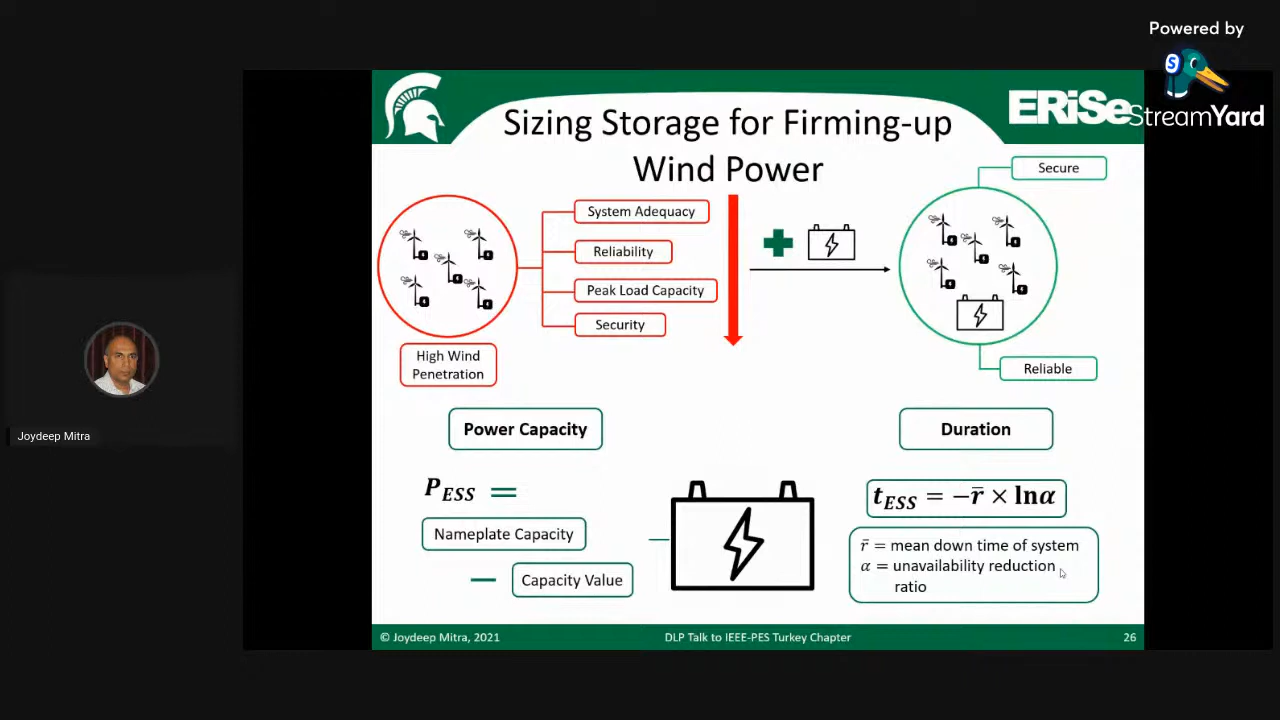 Powered by
S
StreamYard
ERiSe
Sizing Storage for Firming-up
Wind Power
System Adequacy
Reliability
Peak Load Capacity
Security
High Wind
Penetration
Secure
Reliable
Joydeep Mitra
Power Capacity
P_ESS =
Nameplate Capacity
— Capacity Value
Duration
t_ESS = −r̄ × lnα
r̄ = mean down time of system
α = unavailability reduction
ratio
© Joydeep Mitra, 2021
DLP Talk to IEEE-PES Turkey Chapter
26